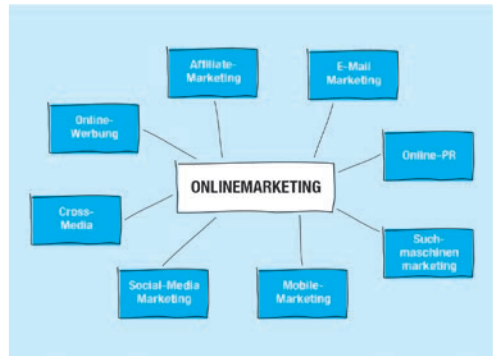 Affiliate-
Marketing
E-Mail
Marketing
Online-
Werbung
Online-PR
ONLINEMARKETING
Cross-
Media
Such-
maschinen
marketing
Social-Media
Marketing
Mobile-
Marketing